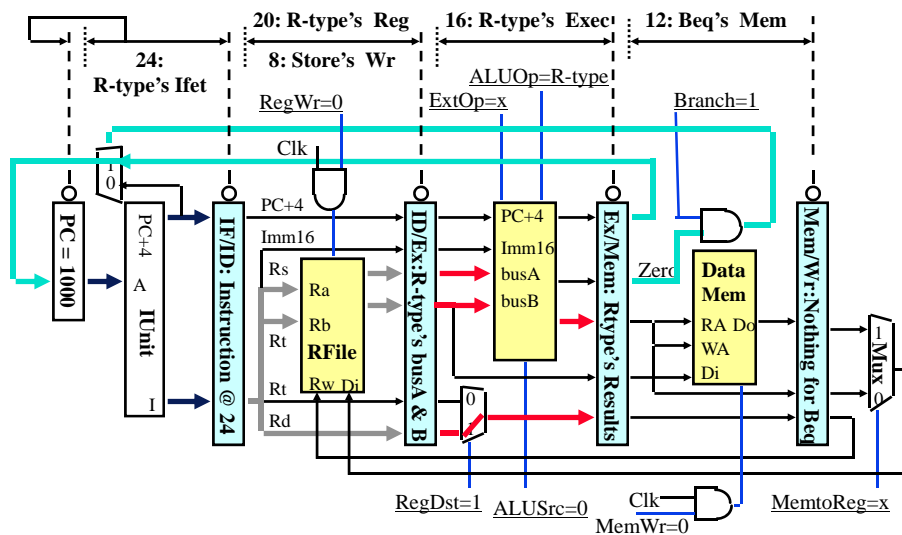 20: R-type's Reg
16: R-type's Exec
12: Beq's Mem
24:
R-type's Ifet
8: Store's Wr
ALUOp=R-type
RegWr=0
ExtOp=x
Branch=1
Clk
1
0
PC = 1000
PC+4
A
I
IUnit
IF/ID: Instruction @ 24
PC+4
Imm16
Rs
Rt
Rt
Rd
Ra
Rb
RFile
Rw Di
ID/Ex:R-type's busA & B
0
1
PC+4
Imm16
busA
busB
Ex/Mem: Rtype's Results
Zero
Data
Mem
RA Do
WA
Di
Mem/Wr:Nothing for Beq
1
Mux
0
RegDst=1
ALUSrc=0
Clk
MemWr=0
MemtoReg=x